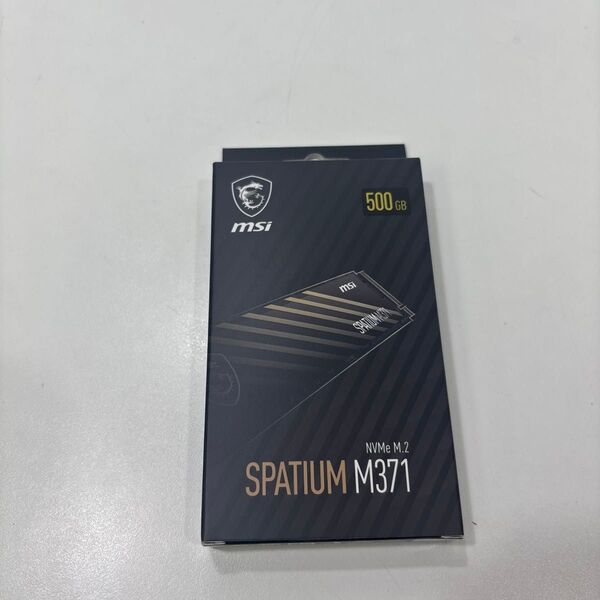 msi
500 GB
msi
SPATIUM M371
NVMe M.2
SPATIUM M371